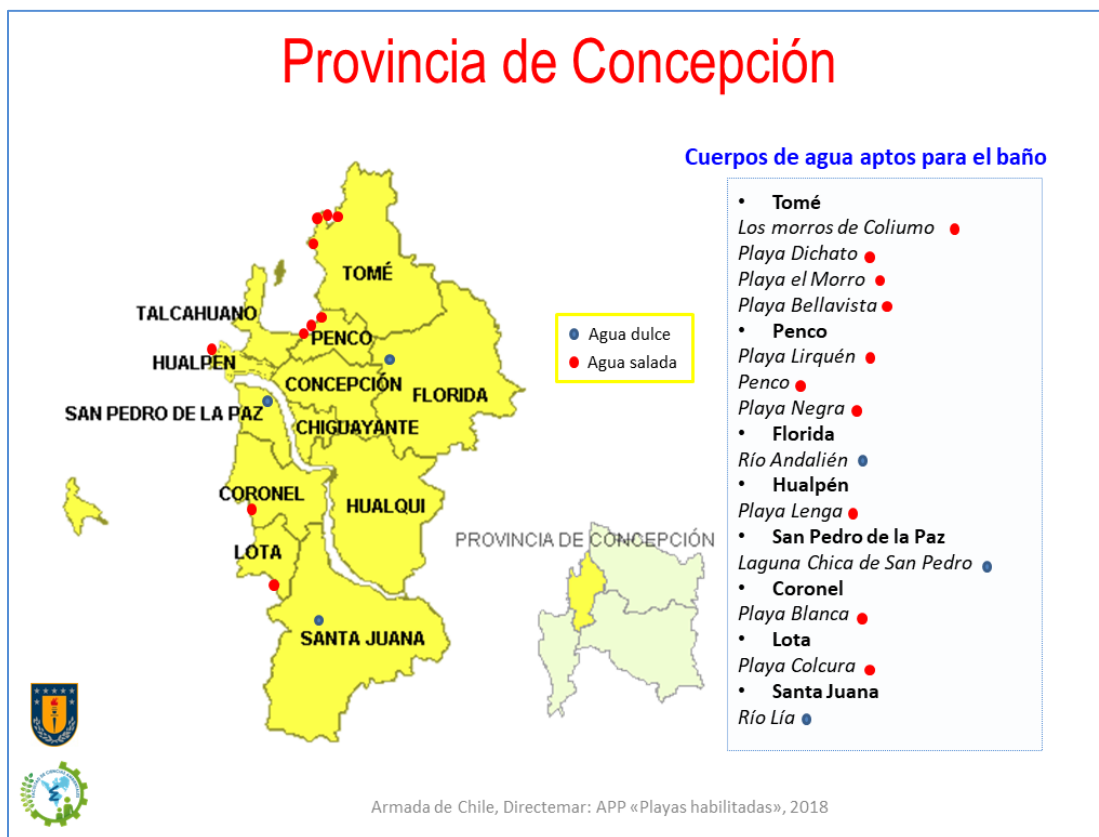 Provincia de Concepción
Cuerpos de agua aptos para el baño
TOMÉ
TALCAHUANO
PENCO
HUALPÉN
CONCEPCIÓN
FLORIDA
SAN PEDRO DE LA PAZ
CHIGUAYANTE
CORONEL
HUALQUI
LOTA
SANTA JUANA
Agua dulce
Agua salada
PROVINCIA DE CONCEPCIÓN
• Tomé
Los morros de Coliumo
Playa Dichato
Playa el Morro
Playa Bellavista
• Penco
Playa Lirquén
Penco
Playa Negra
• Florida
Río Andalién
• Hualpén
Playa Lenga
• San Pedro de la Paz
Laguna Chica de San Pedro
• Coronel
Playa Blanca
• Lota
Playa Colcura
• Santa Juana
Río Lía
Armada de Chile, Directemar: APP «Playas habilitadas», 2018